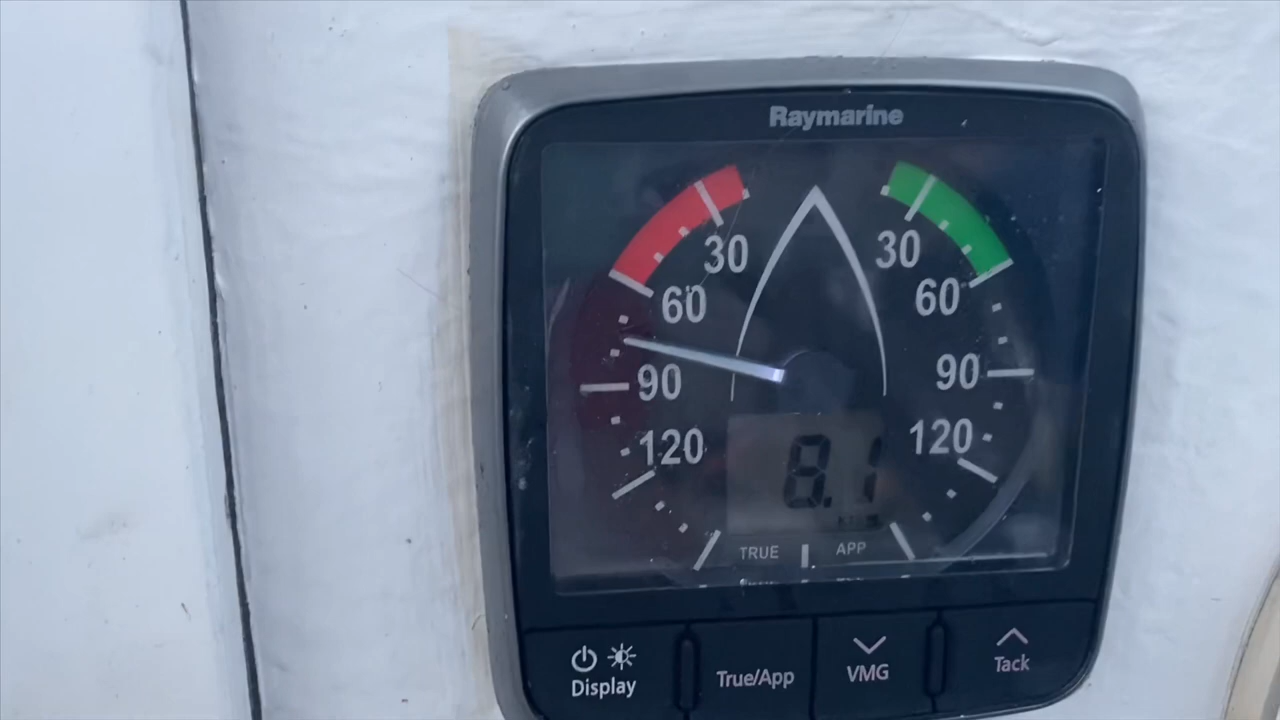 Raymarine
30 30
60 60
90 90
120 120
8.1
TRUE APP
Display True/App VMG Tack